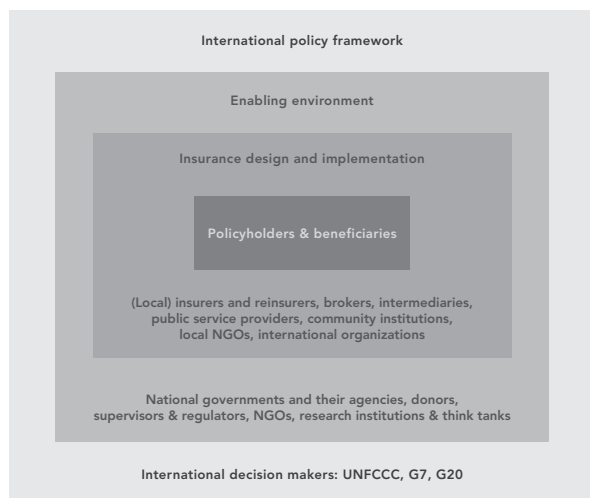 International policy framework
Enabling environment
Insurance design and implementation
Policyholders & beneficiaries
(Local) insurers and reinsurers, brokers, intermediaries,
public service providers, community institutions,
local NGOs, international organizations
National governments and their agencies, donors,
supervisors & regulators, NGOs, research institutions & think tanks
International decision makers: UNFCCC, G7, G20